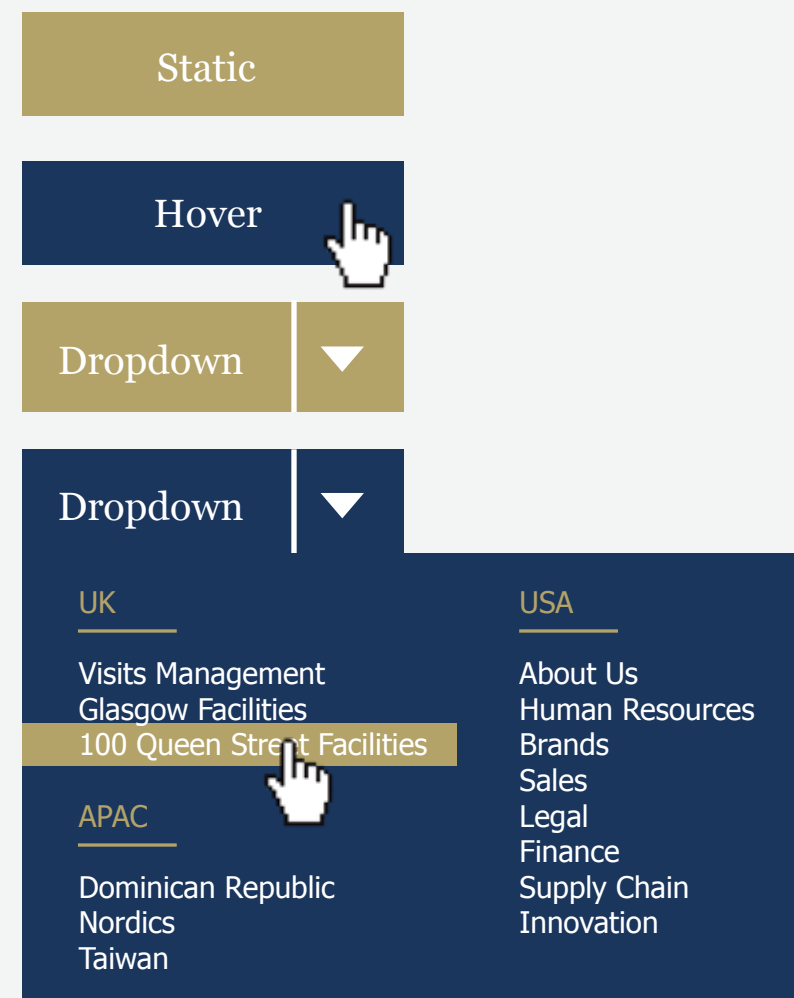 Static
Hover
Dropdown
Dropdown
UK
Visits Management
Glasgow Facilities
100 Queen Street Facilities
APAC
Dominican Republic
Nordics
Taiwan
USA
About Us
Human Resources
Brands
Sales
Legal
Finance
Supply Chain
Innovation